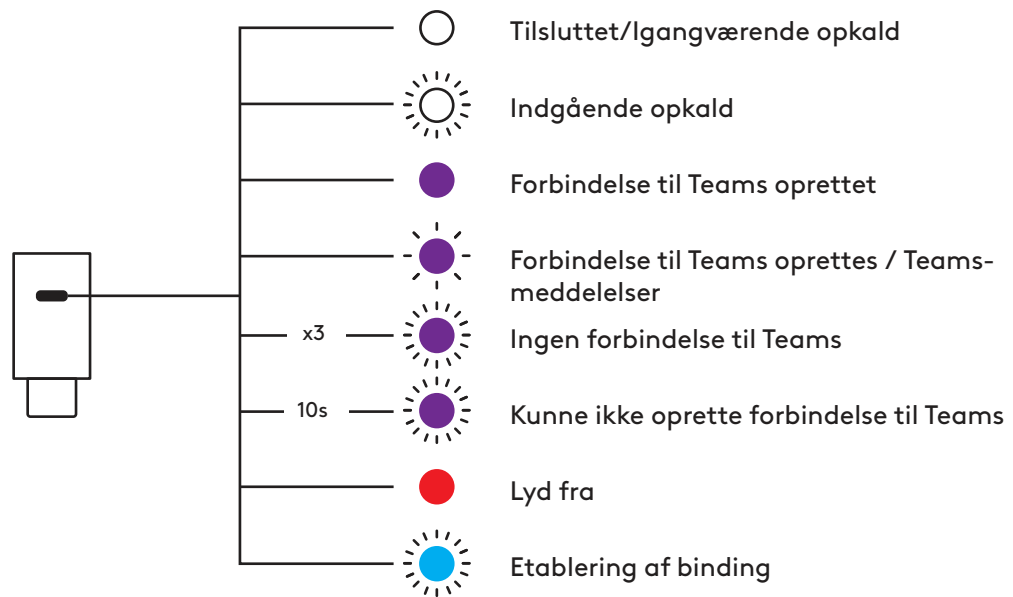 Tilsluttet/Igangværende opkald
Indgående opkald
Forbindelse til Teams oprettet
Forbindelse til Teams oprettes / Teams-
meddelelser
x3
Ingen forbindelse til Teams
10s
Kunne ikke oprette forbindelse til Teams
Lyd fra
Etablering af binding